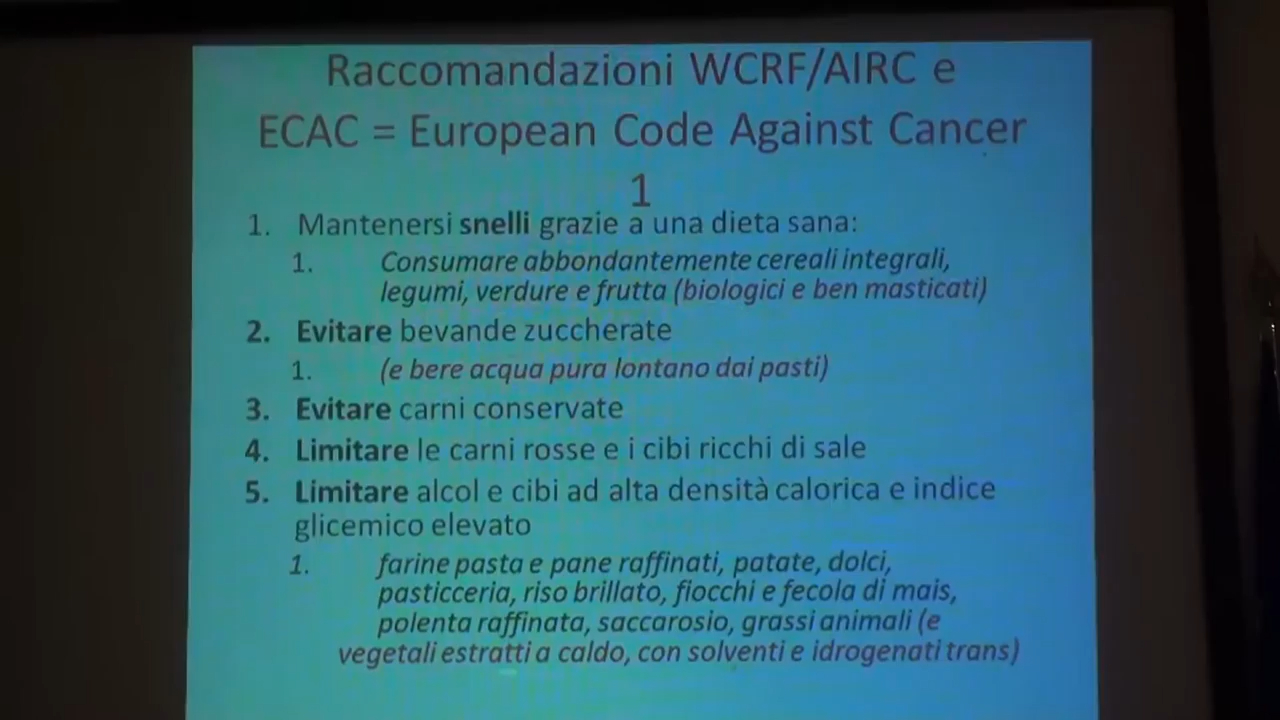 Raccomandazioni WCRF/AIRC e
ECAC = European Code Against Cancer
1
1. Mantenersi snelli grazie a una dieta sana:
1. Consumare abbondantemente cereali integrali,
legumi, verdure e frutta (biologici e ben masticati)
2. Evitare bevande zuccherate
1. (e bere acqua pura lontano dai pasti)
3. Evitare carni conservate
4. Limitare le carni rosse e i cibi ricchi di sale
5. Limitare alcol e cibi ad alta densità calorica e indice
glicemico elevato
1. farine pasta e pane raffinati, patate, dolci,
pasticceria, riso brillato, fiocchi e fecola di mais,
polenta raffinata, saccarosio, grassi animali (e
vegetali estratti a caldo, con solventi e idrogenati trans)